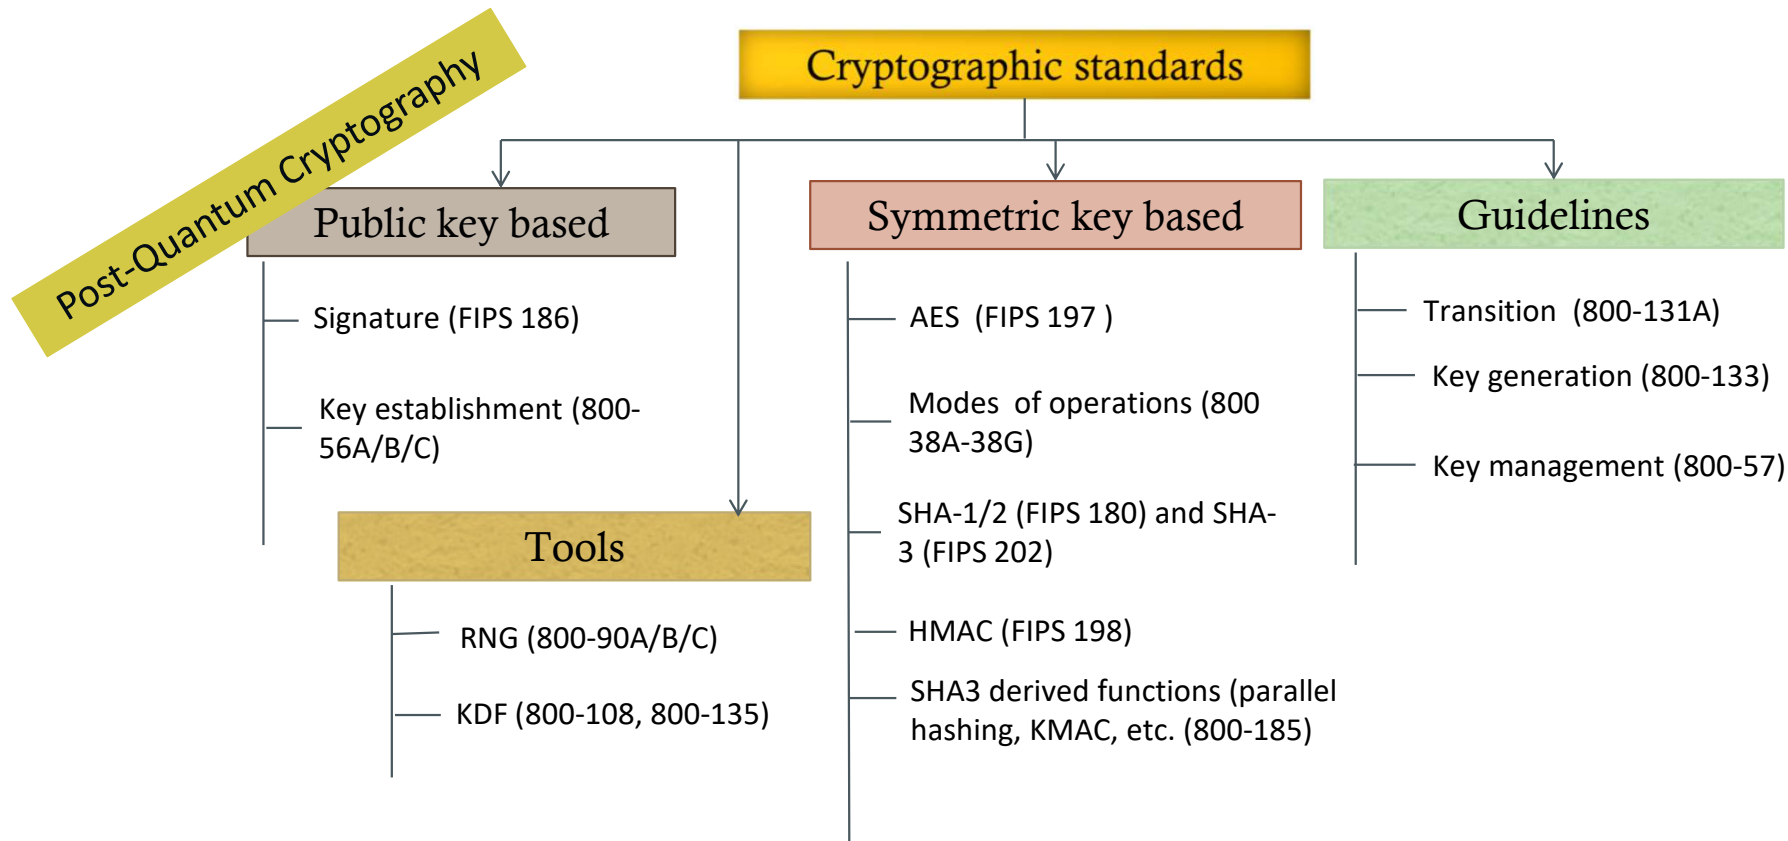 Cryptographic standards
Post-Quantum Cryptography
Public key based
Signature (FIPS 186)
Key establishment (800-
56A/B/C)
Tools
RNG (800-90A/B/C)
KDF (800-108, 800-135)
Symmetric key based
AES  (FIPS 197 )
Modes  of operations (800
38A-38G)
SHA-1/2 (FIPS 180) and SHA-
3 (FIPS 202)
HMAC (FIPS 198)
SHA3 derived functions (parallel
hashing, KMAC, etc. (800-185)
Guidelines
Transition  (800-131A)
Key generation (800-133)
Key management (800-57)